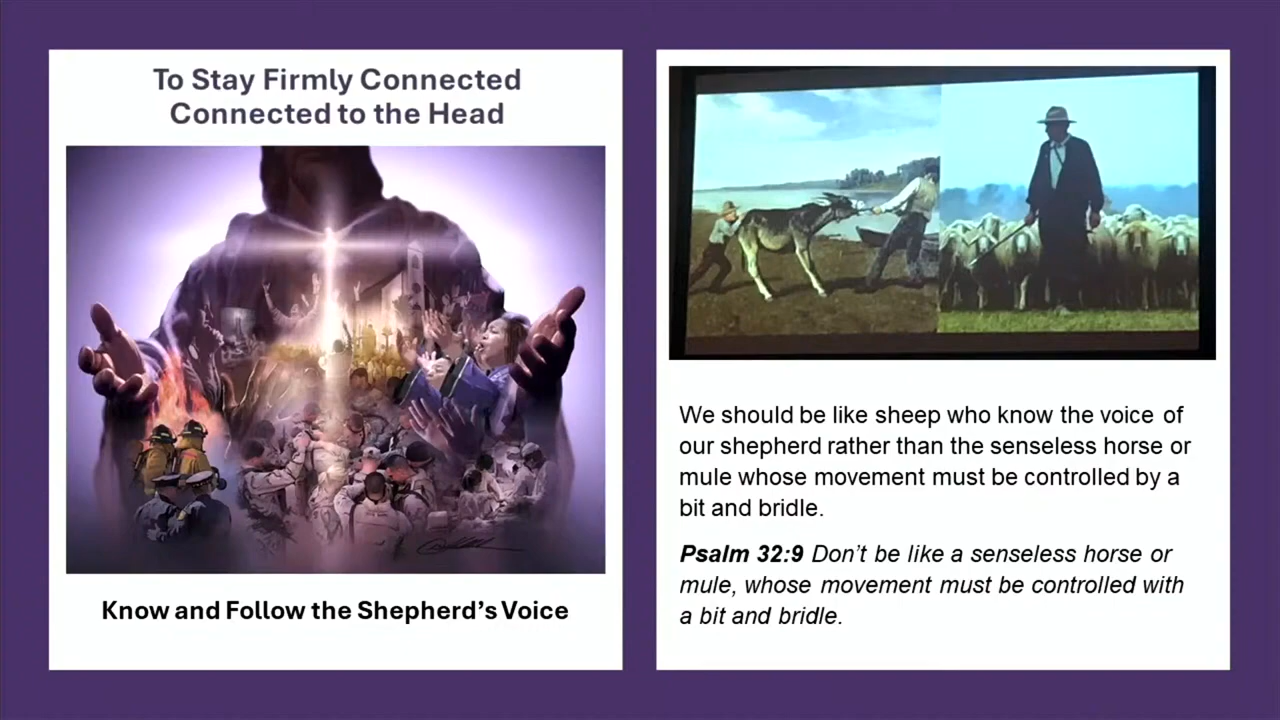 To Stay Firmly Connected
Connected to the Head
Know and Follow the Shepherd’s Voice
We should be like sheep who know the voice of
our shepherd rather than the senseless horse or
mule whose movement must be controlled by a
bit and bridle.
Psalm 32:9 Don’t be like a senseless horse or
mule, whose movement must be controlled with
a bit and bridle.